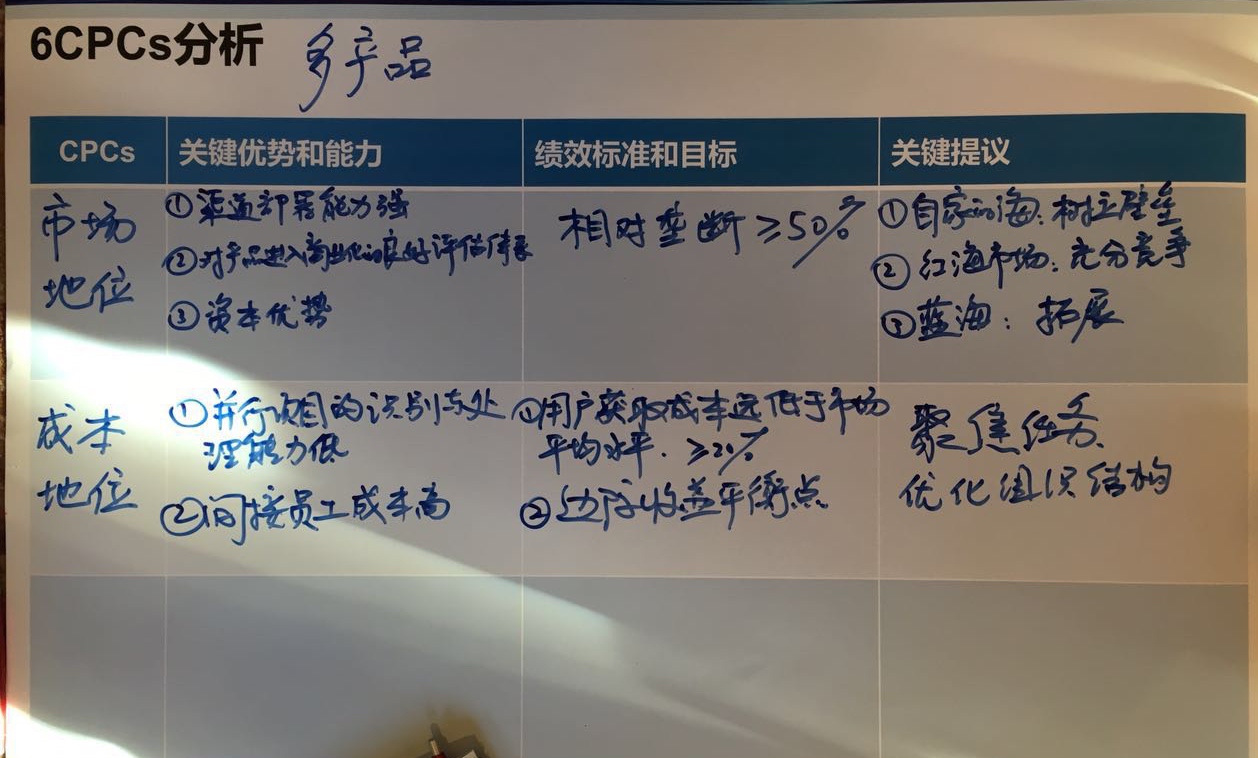 6CPCs分析 多产品
CPCs 关键优势和能力 绩效标准和目标 关键提议
市场
地位
①渠道部署能力强
②对产品进入商业化的良好评估体系
③资本优势
相对垄断≥50%
①自家的海：树立壁垒
②红海市场：充分竞争
③蓝海：拓展
成本
地位
①并行项目的识别与处
理能力低
②间接员工成本高
①用户获取成本远低于市场
平均水平. ≥20%
②边际收益平衡点
聚焦任务、
优化组织结构